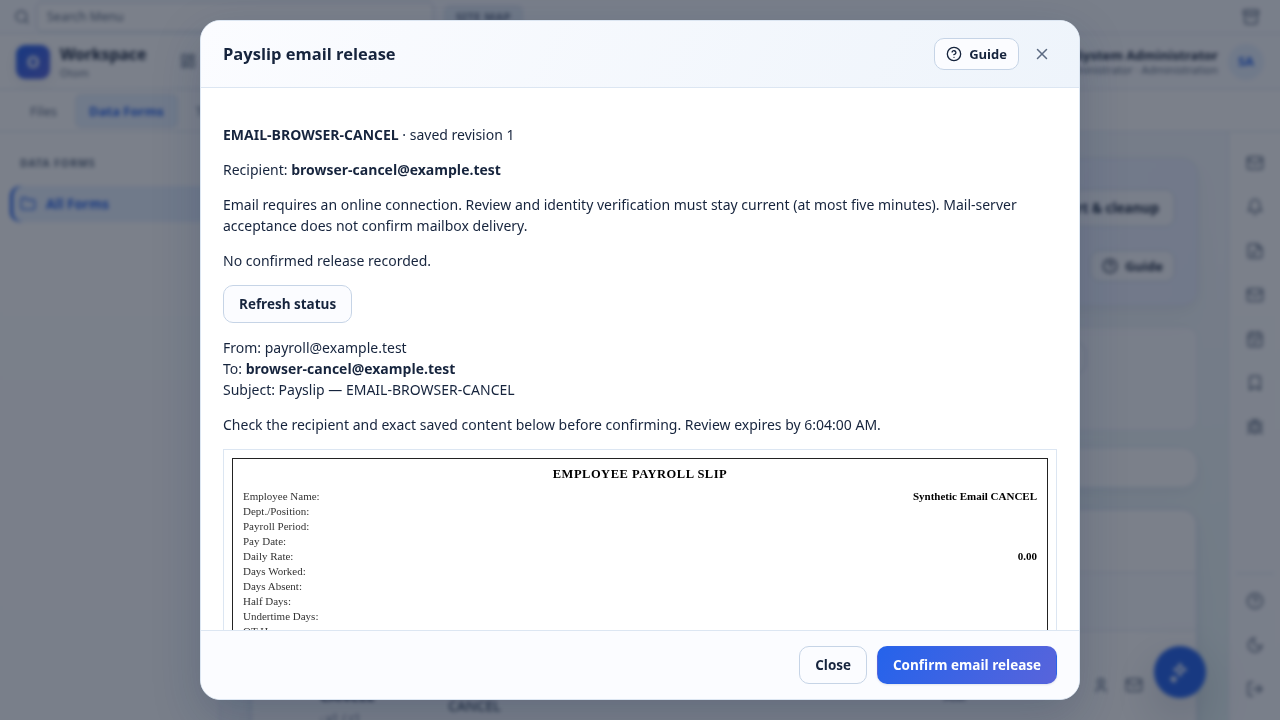 Search Menu
SITE MAP
Workspace
Orom
System Administrator
SA
Files
Data Forms
DATA FORMS
All Forms
Guide
Payslip email release
Guide
EMAIL-BROWSER-CANCEL · saved revision 1
Recipient: browser-cancel@example.test
Email requires an online connection. Review and identity verification must stay current (at most five minutes). Mail-server
acceptance does not confirm mailbox delivery.
No confirmed release recorded.
Refresh status
From: payroll@example.test
To: browser-cancel@example.test
Subject: Payslip — EMAIL-BROWSER-CANCEL
Check the recipient and exact saved content below before confirming. Review expires by 6:04:00 AM.
EMPLOYEE PAYROLL SLIP
Employee Name: Synthetic Email CANCEL
Dept./Position:
Payroll Period:
Pay Date:
Daily Rate: 0.00
Days Worked:
Days Absent:
Half Days:
Undertime Days:
Close
Confirm email release
CANCEL